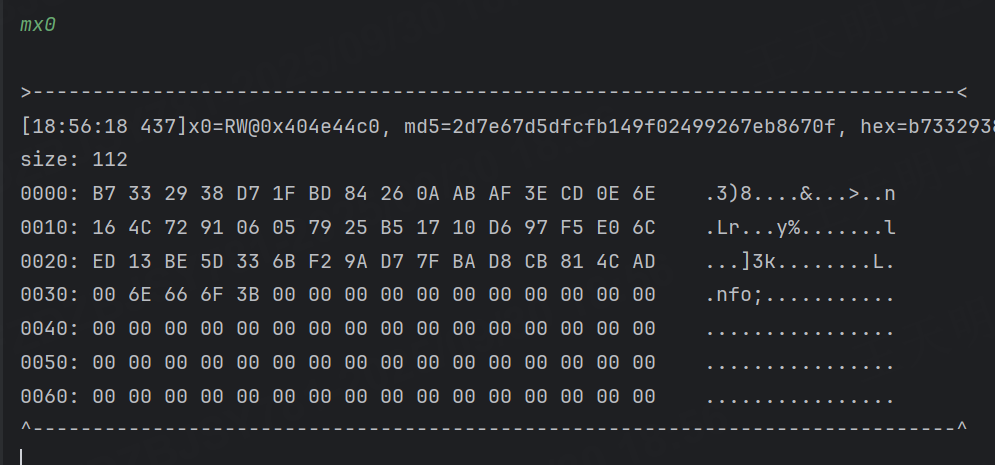 mx0
>-----------------------------------------------------------------------------<
[18:56:18 437]x0=RW@0x404e44c0, md5=2d7e67d5dfcfb149f02499267eb8670f, hex=b7332938
size: 112
0000: B7 33 29 38 D7 1F BD 84 26 0A AB AF 3E CD 0E 6E    .3)8....&...>..n
0010: 16 4C 72 91 06 05 79 25 B5 17 10 D6 97 F5 E0 6C    .Lr...y%.......l
0020: ED 13 BE 5D 33 6B F2 9A D7 7F BA D8 CB 81 4C AD    ...]3k........L.
0030: 00 6E 66 6F 3B 00 00 00 00 00 00 00 00 00 00 00    .nfo;...........
0040: 00 00 00 00 00 00 00 00 00 00 00 00 00 00 00 00    ................
0050: 00 00 00 00 00 00 00 00 00 00 00 00 00 00 00 00    ................
0060: 00 00 00 00 00 00 00 00 00 00 00 00 00 00 00 00    ................
^-----------------------------------------------------------------------------^